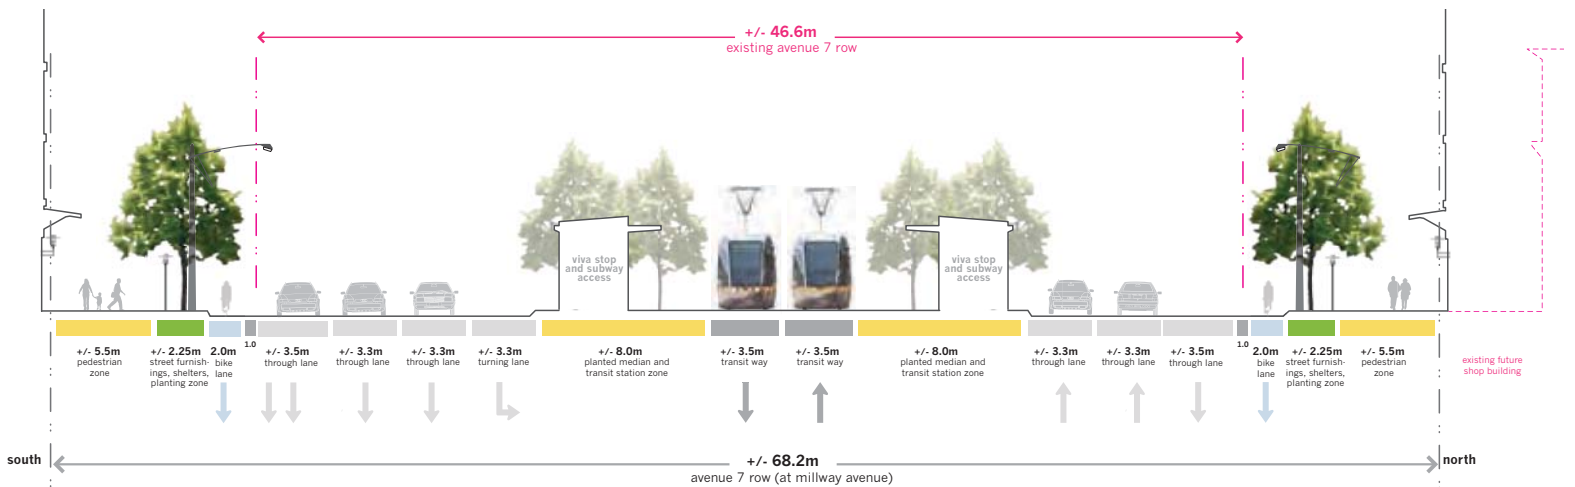 +/- 46.6m
existing avenue 7 row
viva stop
and subway
access
viva stop
and subway
access
+/- 5.5m
pedestrian
zone
+/- 2.25m
street furnish-
ings, shelters,
planting zone
2.0m
bike
lane
1.0
+/- 3.5m
through lane
+/- 3.3m
through lane
+/- 3.3m
through lane
+/- 3.3m
turning lane
+/- 8.0m
planted median and
transit station zone
+/- 3.5m
transit way
+/- 3.5m
transit way
+/- 8.0m
planted median and
transit station zone
+/- 3.3m
through lane
+/- 3.3m
through lane
+/- 3.5m
through lane
1.0
2.0m
bike
lane
+/- 2.25m
street furnish-
ings, shelters,
planting zone
+/- 5.5m
pedestrian
zone
existing future
shop building
south
+/- 68.2m
avenue 7 row (at millway avenue)
north